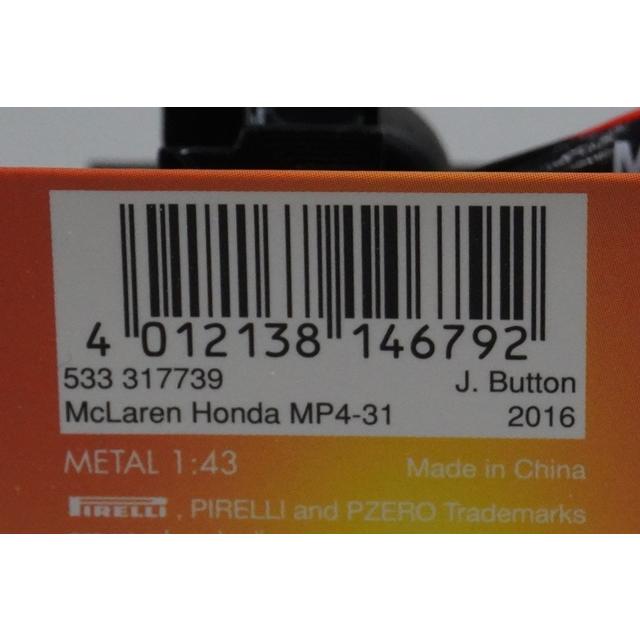 M
4 012138 146792
533 317739 J. Button
McLaren Honda MP4-31 2016
METAL 1:43 Made in China
PIRELLI , PIRELLI and PZERO Trademarks